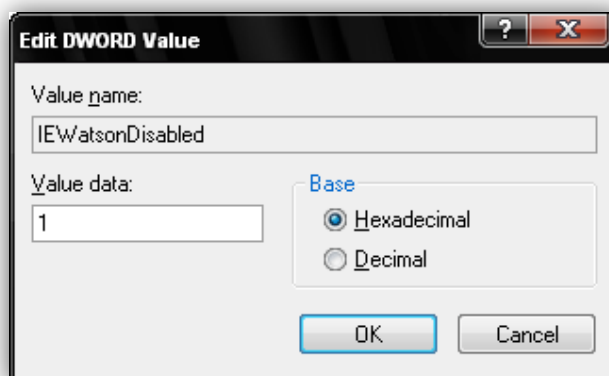 Edit DWORD Value
?
X
Value name:
IEWatsonDisabled
Value data:
1
Base
Hexadecimal
Decimal
OK
Cancel